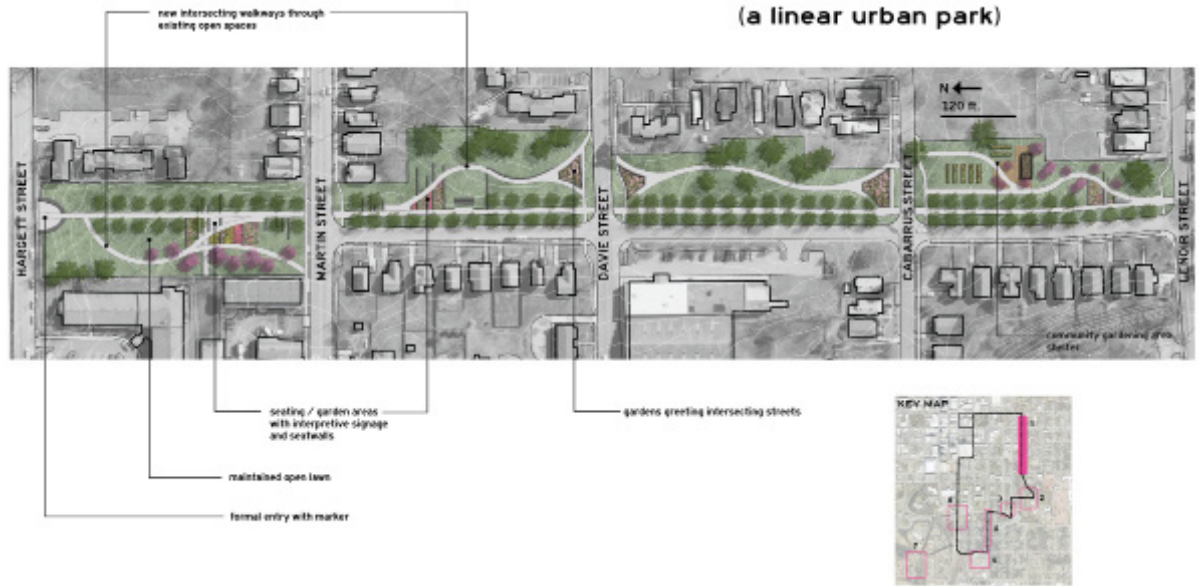 (a linear urban park)
new intersecting walkways through
existing open spaces
N
120 ft.
HARGETT STREET
MARTIN STREET
DAVIE STREET
CABARRUS STREET
LENOIR STREET
community gardening area
shelter
seating / garden areas
with interpretive signage
and seatwalls
gardens greeting intersecting streets
maintained open lawn
formal entry with marker
KEY MAP